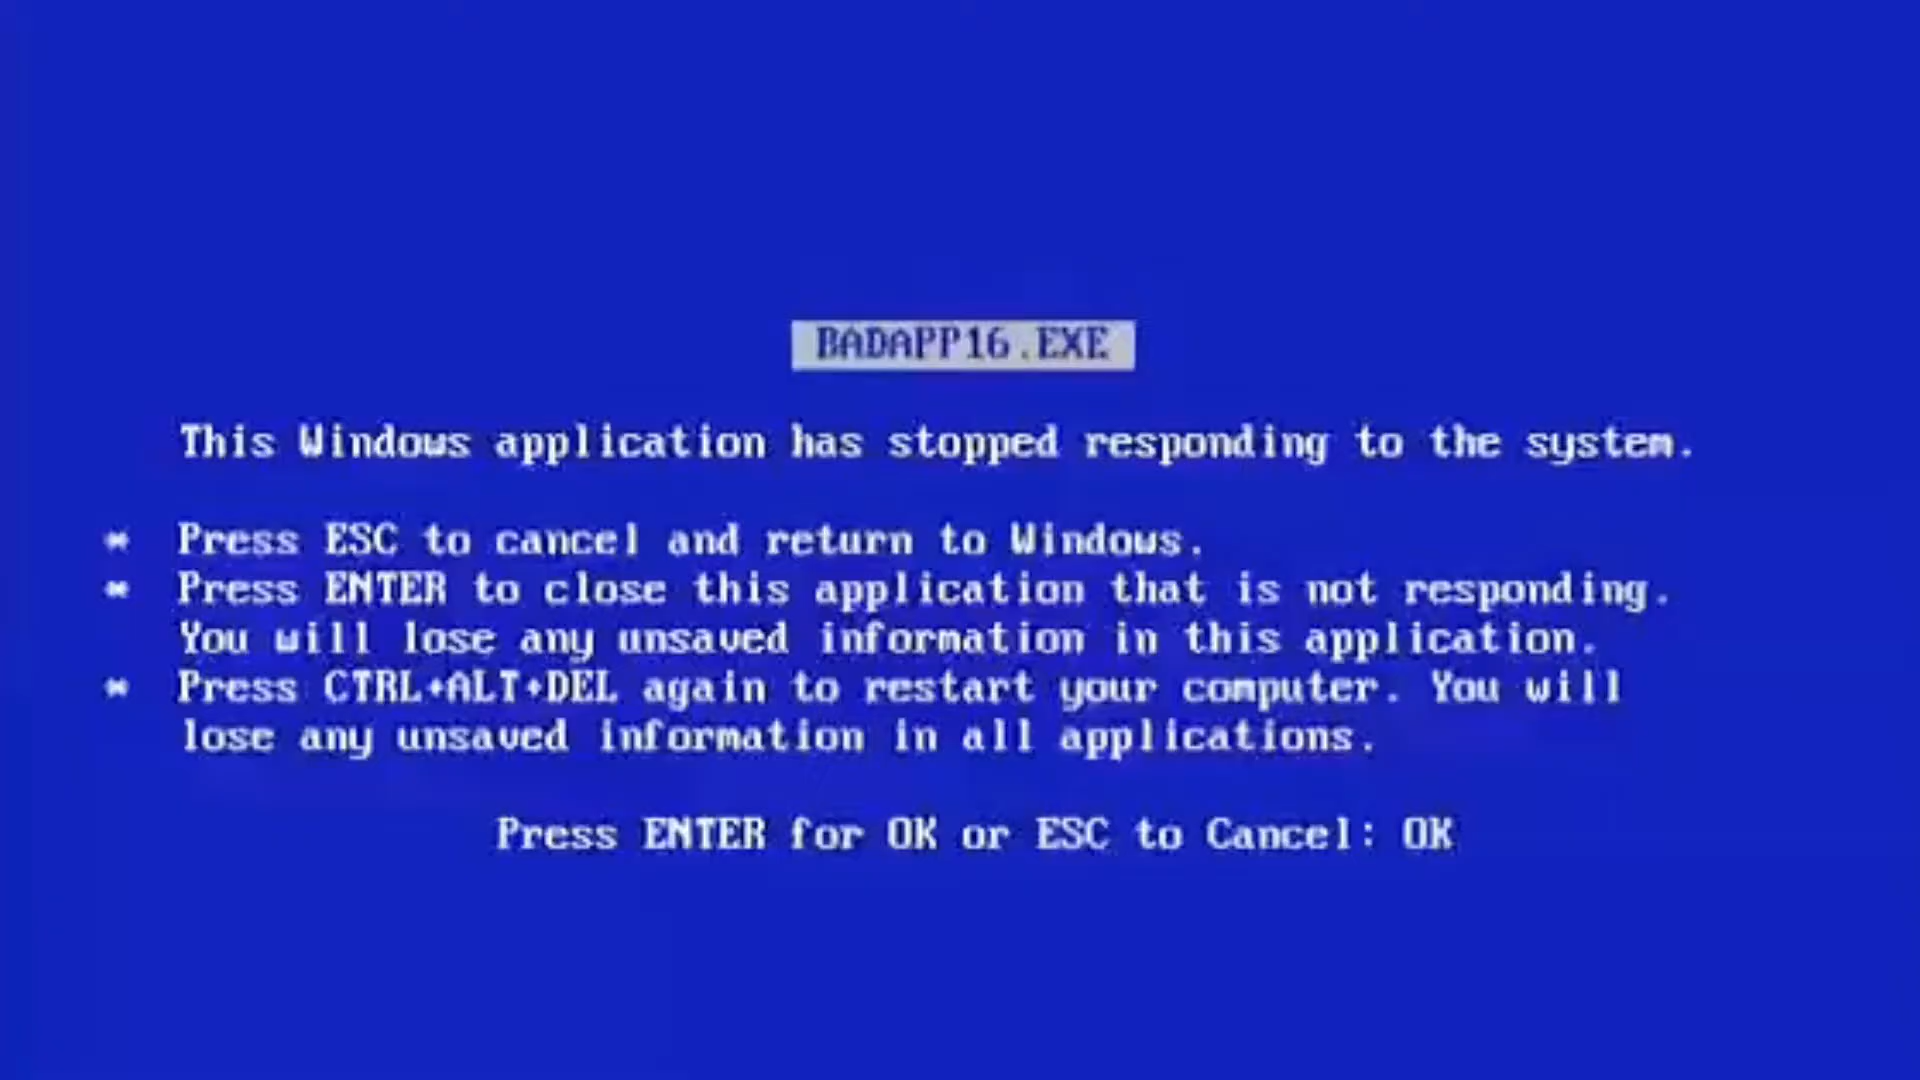 BADAPP16.EXE
This Windows application has stopped responding to the system.
* Press ESC to cancel and return to Windows.
* Press ENTER to close this application that is not responding.
You will lose any unsaved information in this application.
* Press CTRL+ALT+DEL again to restart your computer. You will
lose any unsaved information in all applications.
Press ENTER for OK or ESC to Cancel: OK